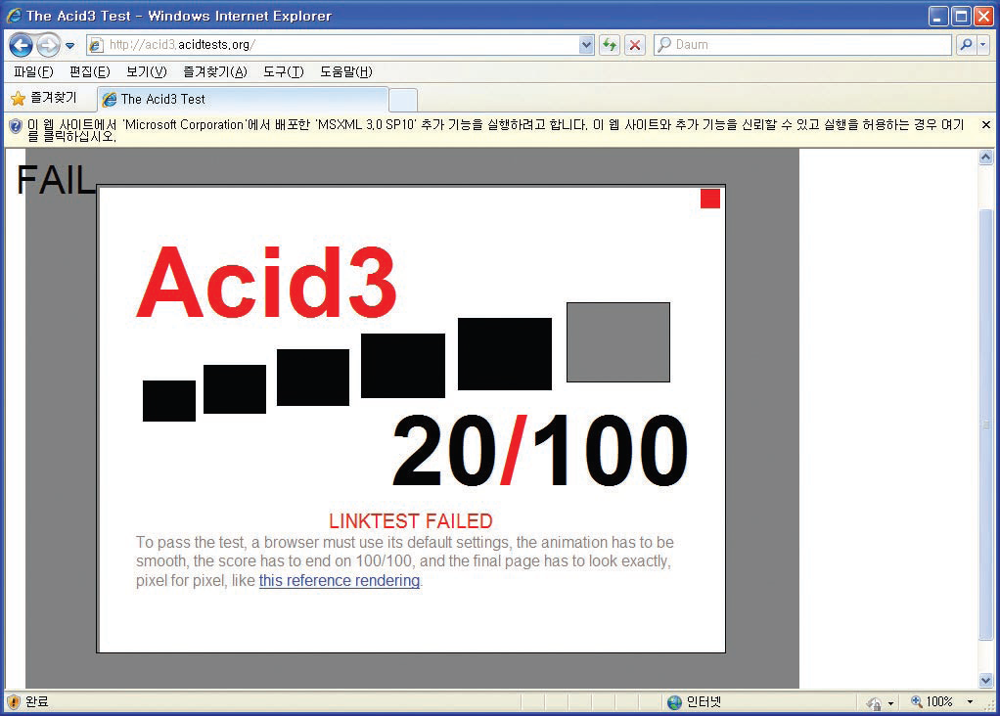 The Acid3 Test - Windows Internet Explorer
http://acid3.acidtests.org/
Daum
파일(F) 편집(E) 보기(V) 즐겨찾기(A) 도구(T) 도움말(H)
즐겨찾기 The Acid3 Test
이 웹 사이트에서 'Microsoft Corporation'에서 배포한 'MSXML 3.0 SP10' 추가 기능을 실행하려고 합니다. 이 웹 사이트와 추가 기능을 신뢰할 수 있고 실행을 허용하는 경우 여기
를 클릭하십시오.
FAIL
Acid3
20/100
LINKTEST FAILED
To pass the test, a browser must use its default settings, the animation has to be
smooth, the score has to end on 100/100, and the final page has to look exactly,
pixel for pixel, like this reference rendering.
완료 인터넷 100%